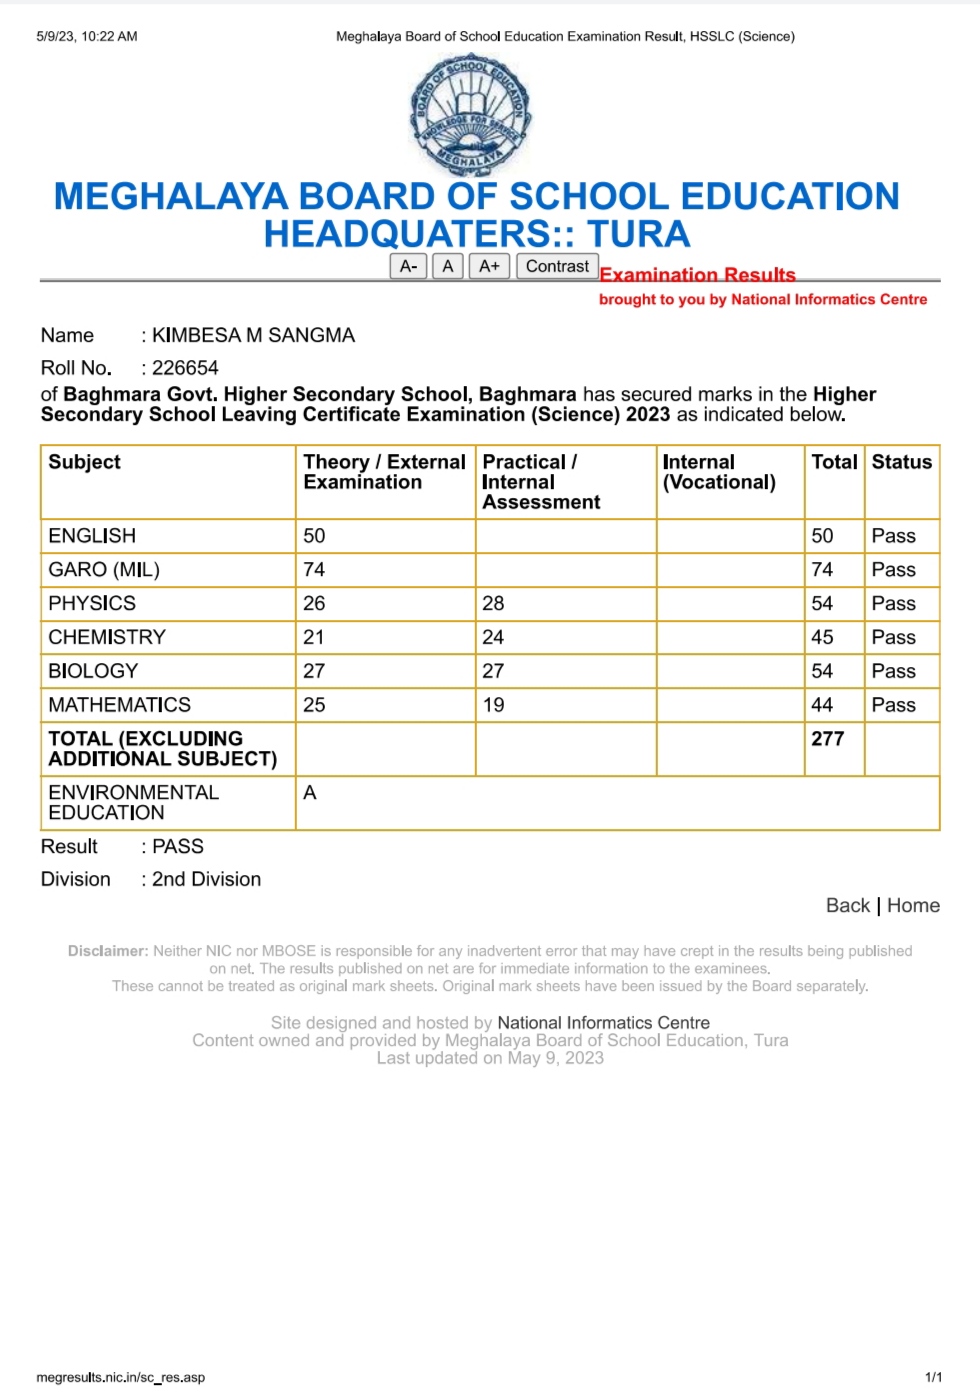 5/9/23, 10:22 AM Meghalaya Board of School Education Examination Result, HSSLC (Science)
BOARD OF SCHOOL EDUCATION
KNOWLEDGE FOR SERVICE
MEGHALAYA
MEGHALAYA BOARD OF SCHOOL EDUCATION
HEADQUATERS:: TURA
A- A A+ Contrast
Examination Results
brought to you by National Informatics Centre
Name : KIMBESA M SANGMA
Roll No. : 226654
of Baghmara Govt. Higher Secondary School, Baghmara has secured marks in the Higher
Secondary School Leaving Certificate Examination (Science) 2023 as indicated below.
Subject Theory / External Examination Practical / Internal Assessment Internal (Vocational) Total Status
ENGLISH 50 50 Pass
GARO (MIL) 74 74 Pass
PHYSICS 26 28 54 Pass
CHEMISTRY 21 24 45 Pass
BIOLOGY 27 27 54 Pass
MATHEMATICS 25 19 44 Pass
TOTAL (EXCLUDING ADDITIONAL SUBJECT) 277
ENVIRONMENTAL EDUCATION A
Result : PASS
Division : 2nd Division
Back | Home
Disclaimer: Neither NIC nor MBOSE is responsible for any inadvertent error that may have crept in the results being published
on net. The results published on net are for immediate information to the examinees.
These cannot be treated as original mark sheets. Original mark sheets have been issued by the Board separately.
Site designed and hosted by National Informatics Centre
Content owned and provided by Meghalaya Board of School Education, Tura
Last updated on May 9, 2023
megresults.nic.in/sc_res.asp 1/1